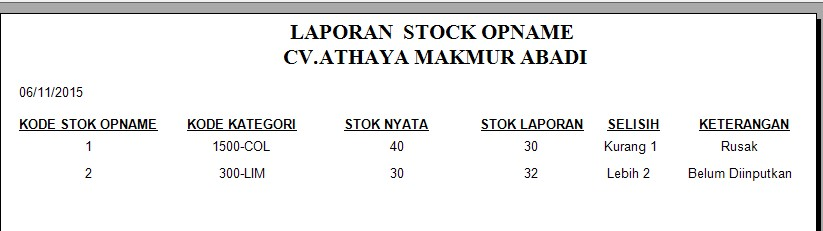 LAPORAN STOCK OPNAME
CV.ATHAYA MAKMUR ABADI
06/11/2015
KODE STOK OPNAME KODE KATEGORI STOK NYATA STOK LAPORAN SELISIH KETERANGAN
1 1500-COL 40 30 Kurang 1 Rusak
2 300-LIM 30 32 Lebih 2 Belum Diinputkan